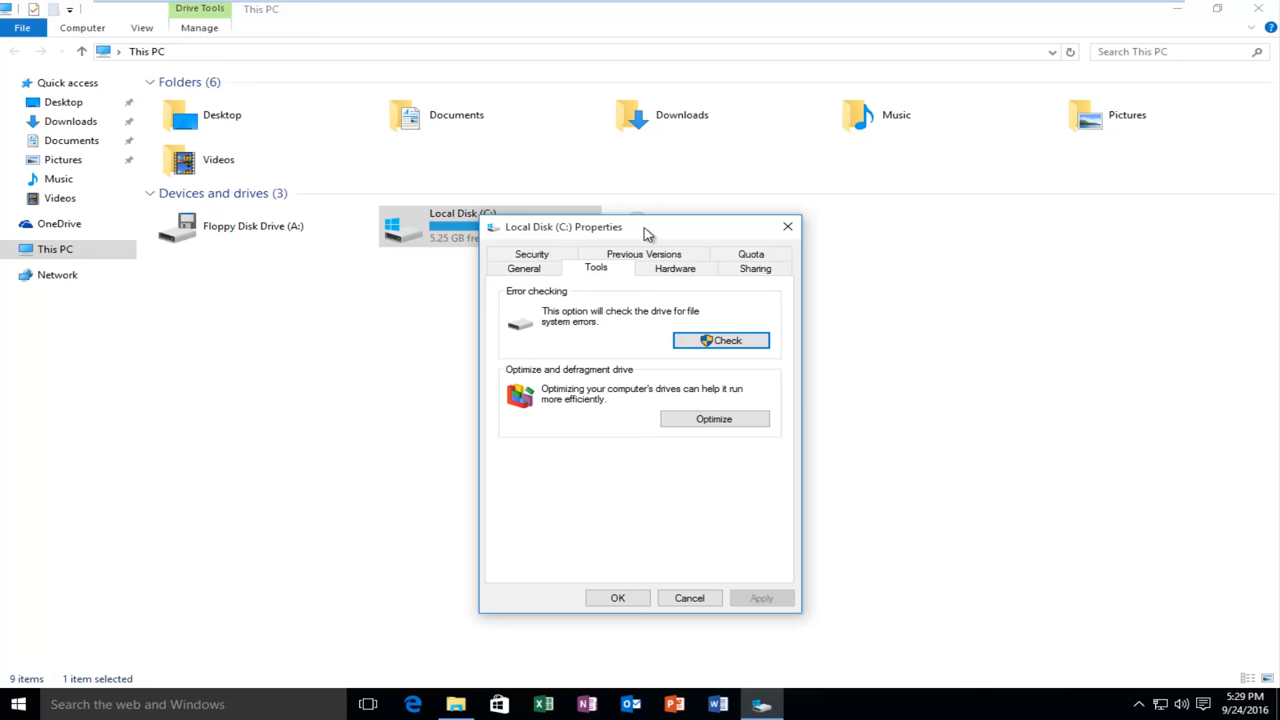 Drive Tools
This PC
File
Computer
View
Manage
This PC
Search This PC
Quick access
Desktop
Downloads
Documents
Pictures
Music
Videos
OneDrive
This PC
Network
Folders (6)
Desktop
Documents
Downloads
Music
Pictures
Videos
Devices and drives (3)
Floppy Disk Drive (A:)
Local Disk (C:)
5.25 GB free
Local Disk (C:) Properties
Security
Previous Versions
Quota
General
Tools
Hardware
Sharing
Error checking
This option will check the drive for file
system errors.
Check
Optimize and defragment drive
Optimizing your computer's drives can help it run
more efficiently.
Optimize
OK
Cancel
Apply
9 items
1 item selected
Search the web and Windows
5:29 PM
9/24/2016